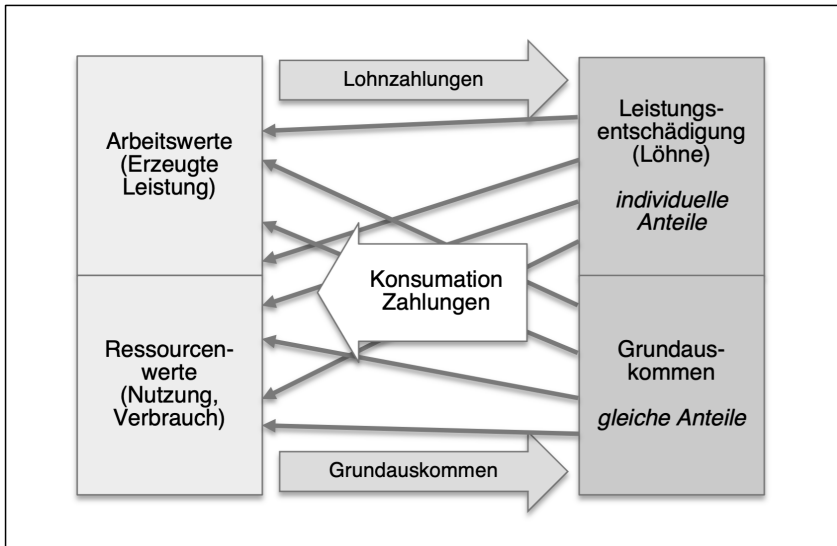 Lohnzahlungen
Arbeitswerte
(Erzeugte
Leistung)
Leistungs-
entschädigung
(Löhne)
individuelle
Anteile
Konsumation
Zahlungen
Ressourcen-
werte
(Nutzung,
Verbrauch)
Grundaus-
kommen
gleiche Anteile
Grundauskommen